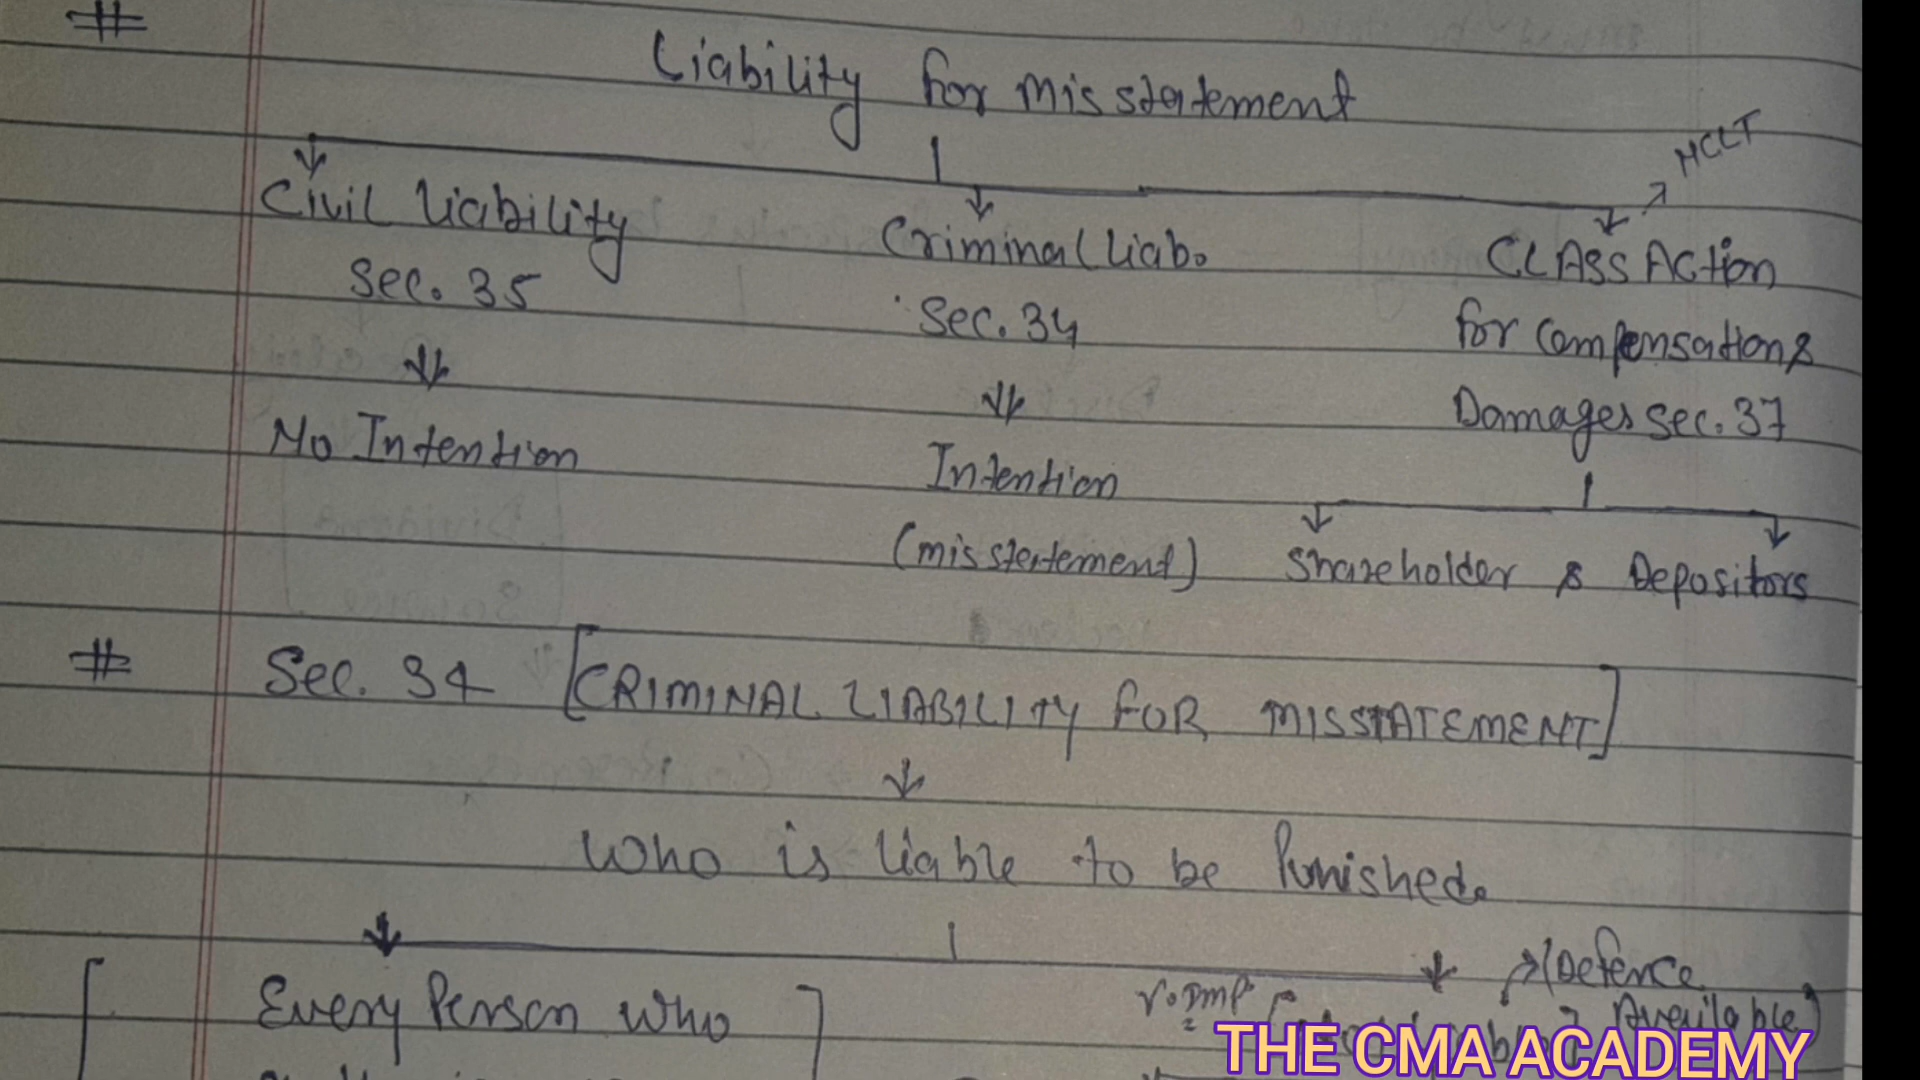 #
Liability for misstatement
NCLT
Civil liability
Criminal Liab.
CLASS Action
Sec. 35
Sec. 34
for compensation &
Damages Sec. 37
No Intention
Intention
(misstatement)
Shareholder & Depositors
# Sec. 34 [CRIMINAL LIABILITY FOR MISSTATEMENT]
Who is liable to be Punished.
Every Person who
V. Imp
(Defence
Available)
THE CMA ACADEMY